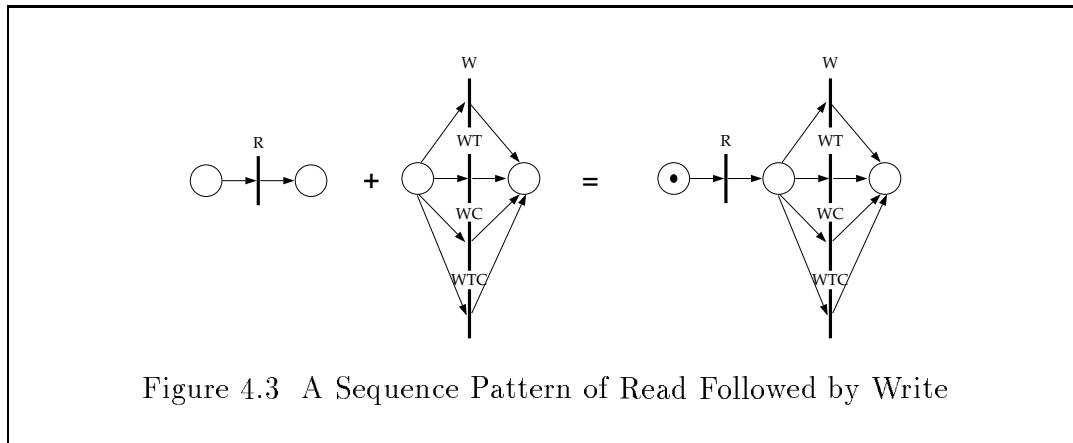 W
W
WT
WT
R
R
+
=
WC
WC
WTC
WTC
Figure 4.3 A Sequence Pattern of Read Followed by Write